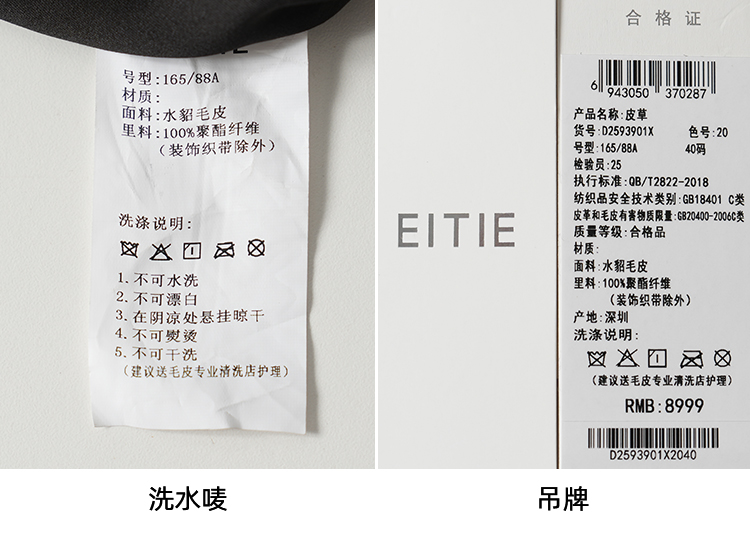 号型:165/88A
材质:
面料:水貂毛皮
里料:100%聚酯纤维
(装饰织带除外)
洗涤说明:
1.不可水洗
2.不可漂白
3.在阴凉处悬挂晾干
4.不可熨烫
5.不可干洗
(建议送毛皮专业清洗店护理)
洗水唛
EITIE
合格证
6 943050 370287
产品名称:皮草
货号:D2593901X 色号:20
号型:165/88A 40码
检验员:25
执行标准:QB/T2822-2018
纺织品安全技术类别:GB18401 C类
皮革和毛皮有害物质限量:GB20400-2006C类
质量等级:合格品
材质:
面料:水貂毛皮
里料:100%聚酯纤维
(装饰织带除外)
产地:深圳
洗涤说明:
(建议送毛皮专业清洗店护理)
RMB:8999
D2593901X2040
吊牌